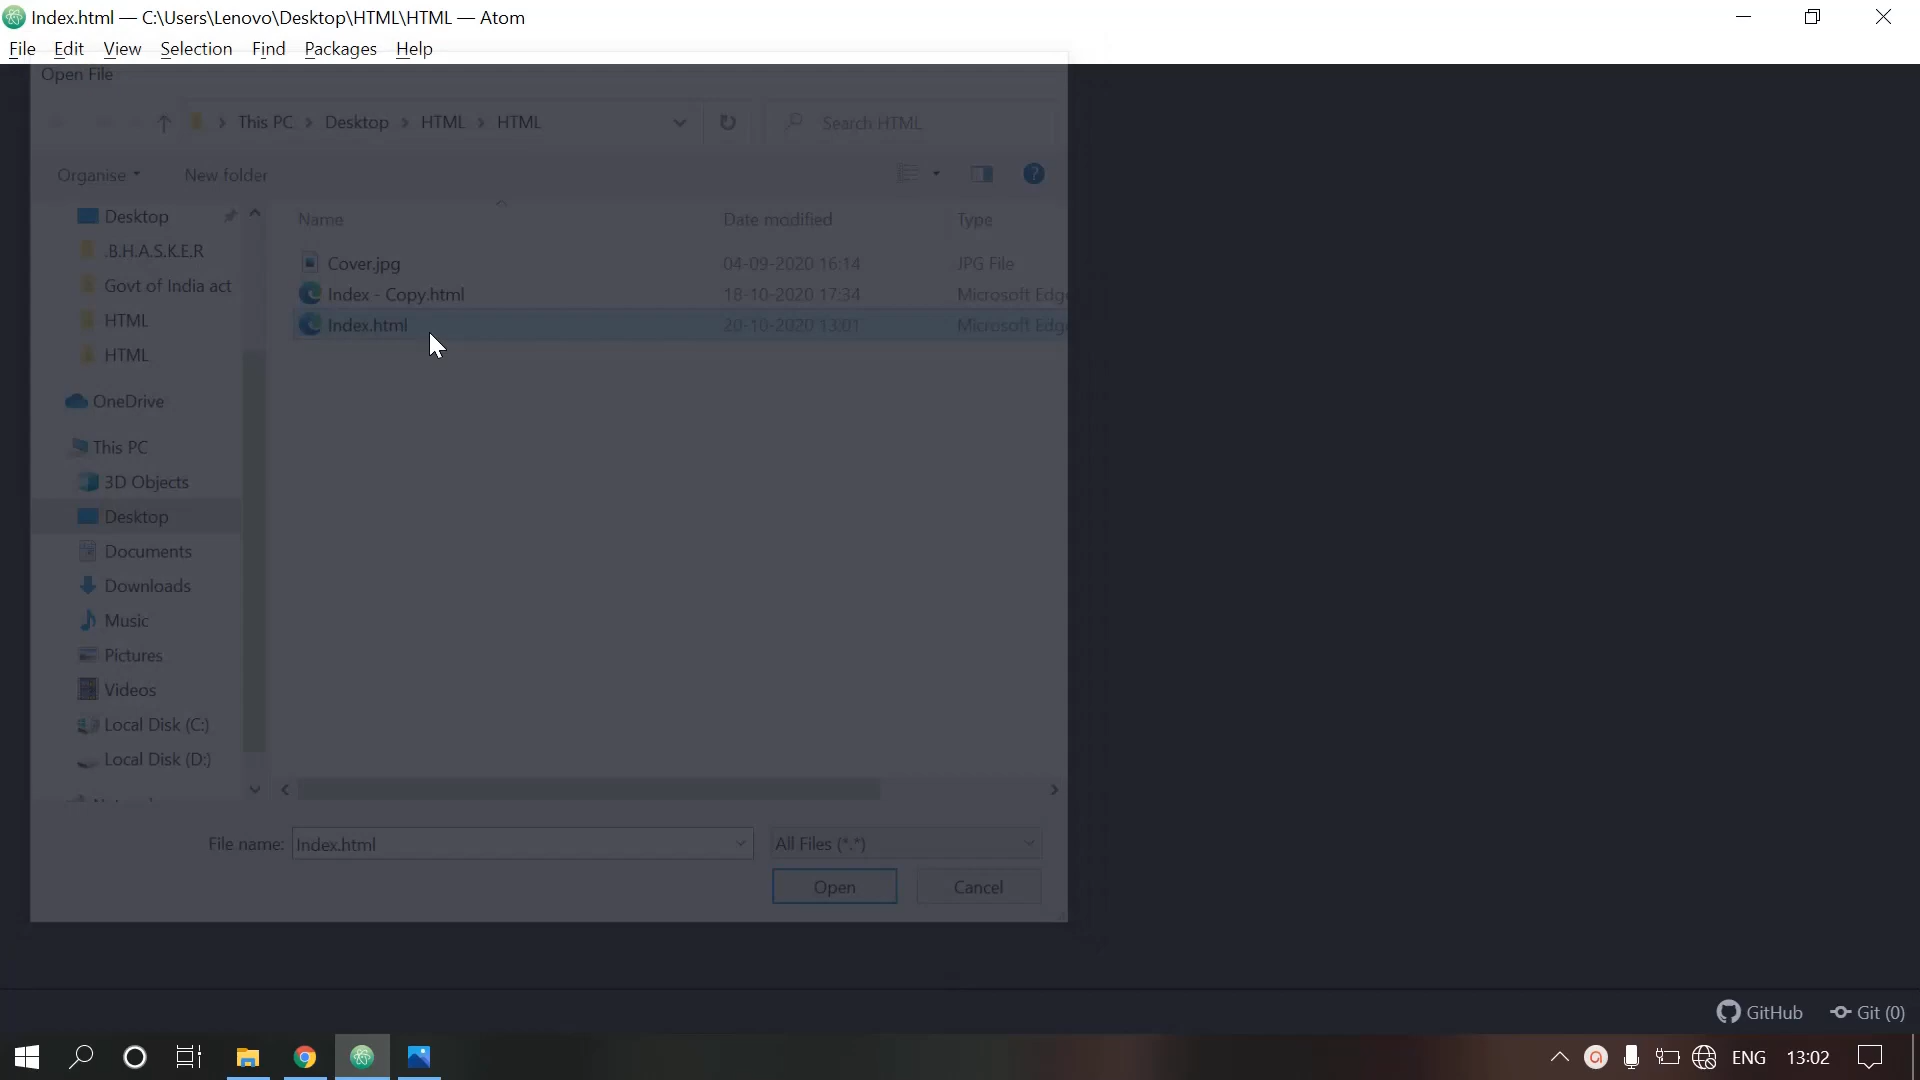 Index.html — C:\Users\Lenovo\Desktop\HTML\HTML — Atom
File Edit View Selection Find Packages Help
Open File
This PC > Desktop > HTML > HTML
Search HTML
Organise
New folder
Desktop
.B.H.A.S.K.E.R
Govt of India act
HTML
HTML
OneDrive
This PC
3D Objects
Desktop
Documents
Downloads
Music
Pictures
Videos
Local Disk (C:)
Local Disk (D:)
Name Date modified Type
Cover.jpg 04-09-2020 16:14 JPG File
Index - Copy.html 18-10-2020 17:34 Microsoft Edg
Index.html 20-10-2020 13:01 Microsoft Edg
File name: Index.html All Files (*.*)
Open Cancel
GitHub Git (0)
ENG 13:02